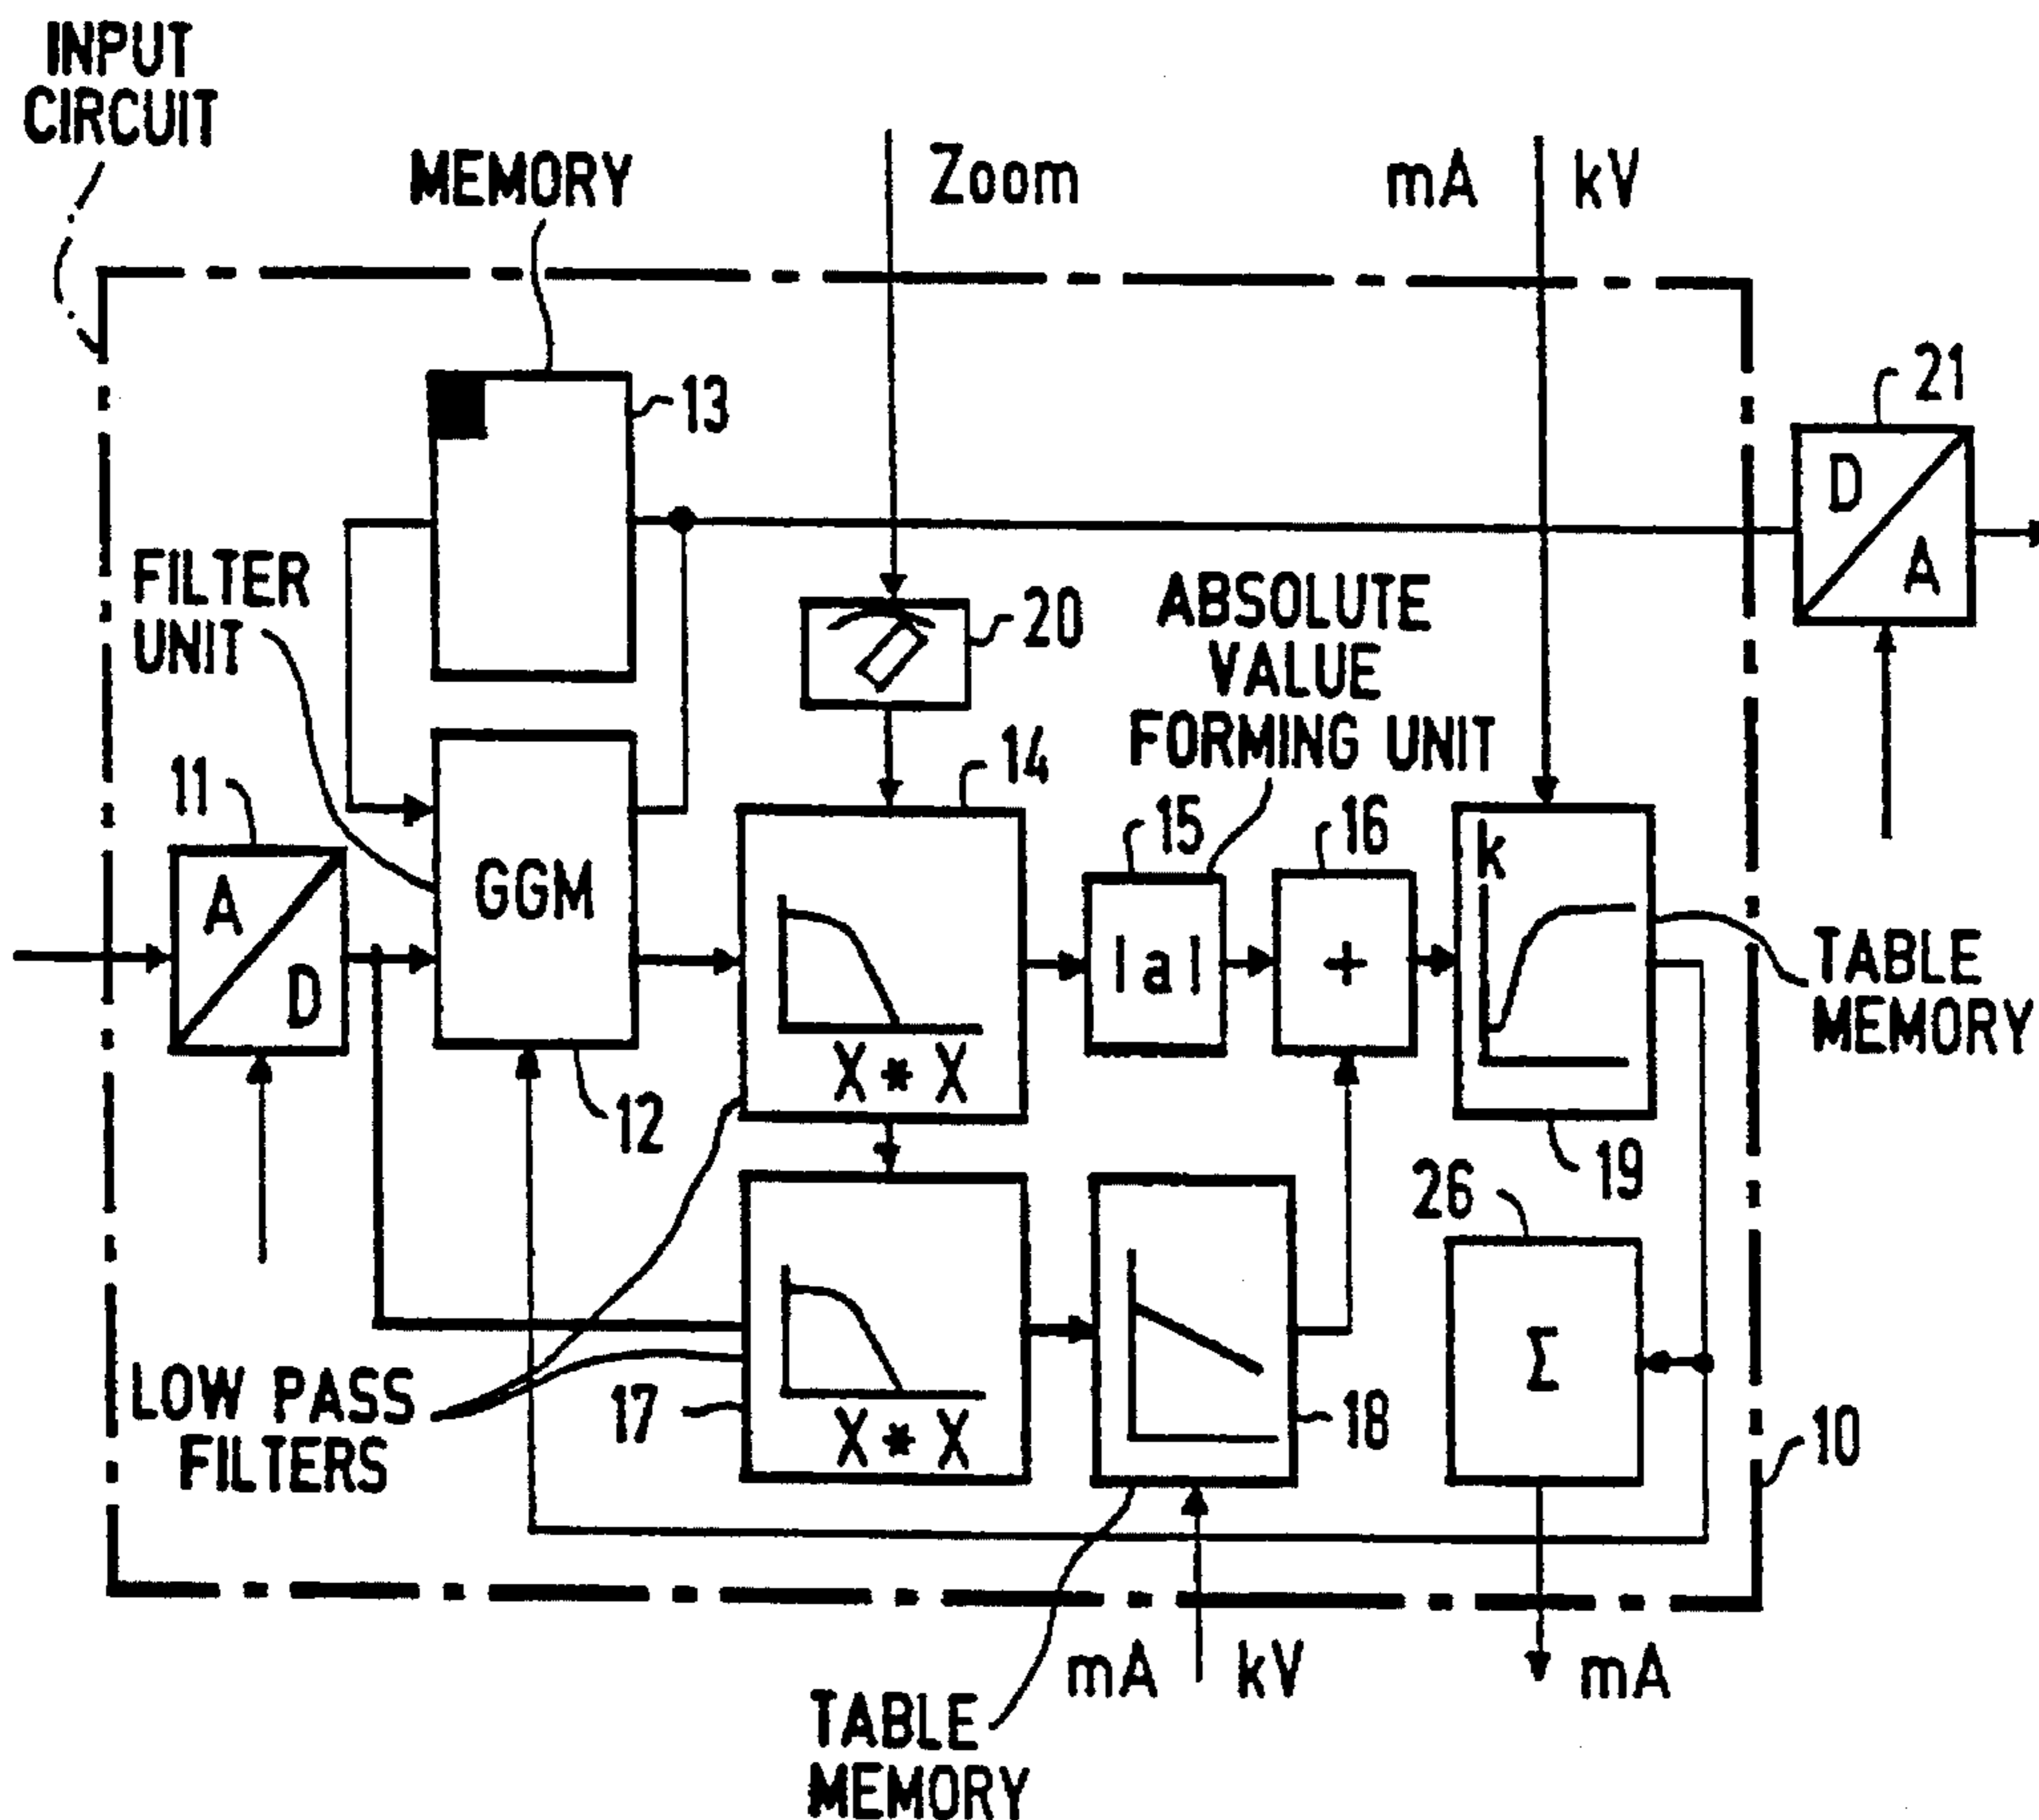 INPUT
CIRCUIT
MEMORY
Zoom
mA
kV
13
21
D
A
FILTER
UNIT
20
ABSOLUTE
VALUE
FORMING UNIT
11
14
15
16
A
D
GGM
|a|
+
k
TABLE
MEMORY
X * X
12
19
26
Σ
LOW PASS
FILTERS
17
X * X
18
10
mA
kV
mA
TABLE
MEMORY